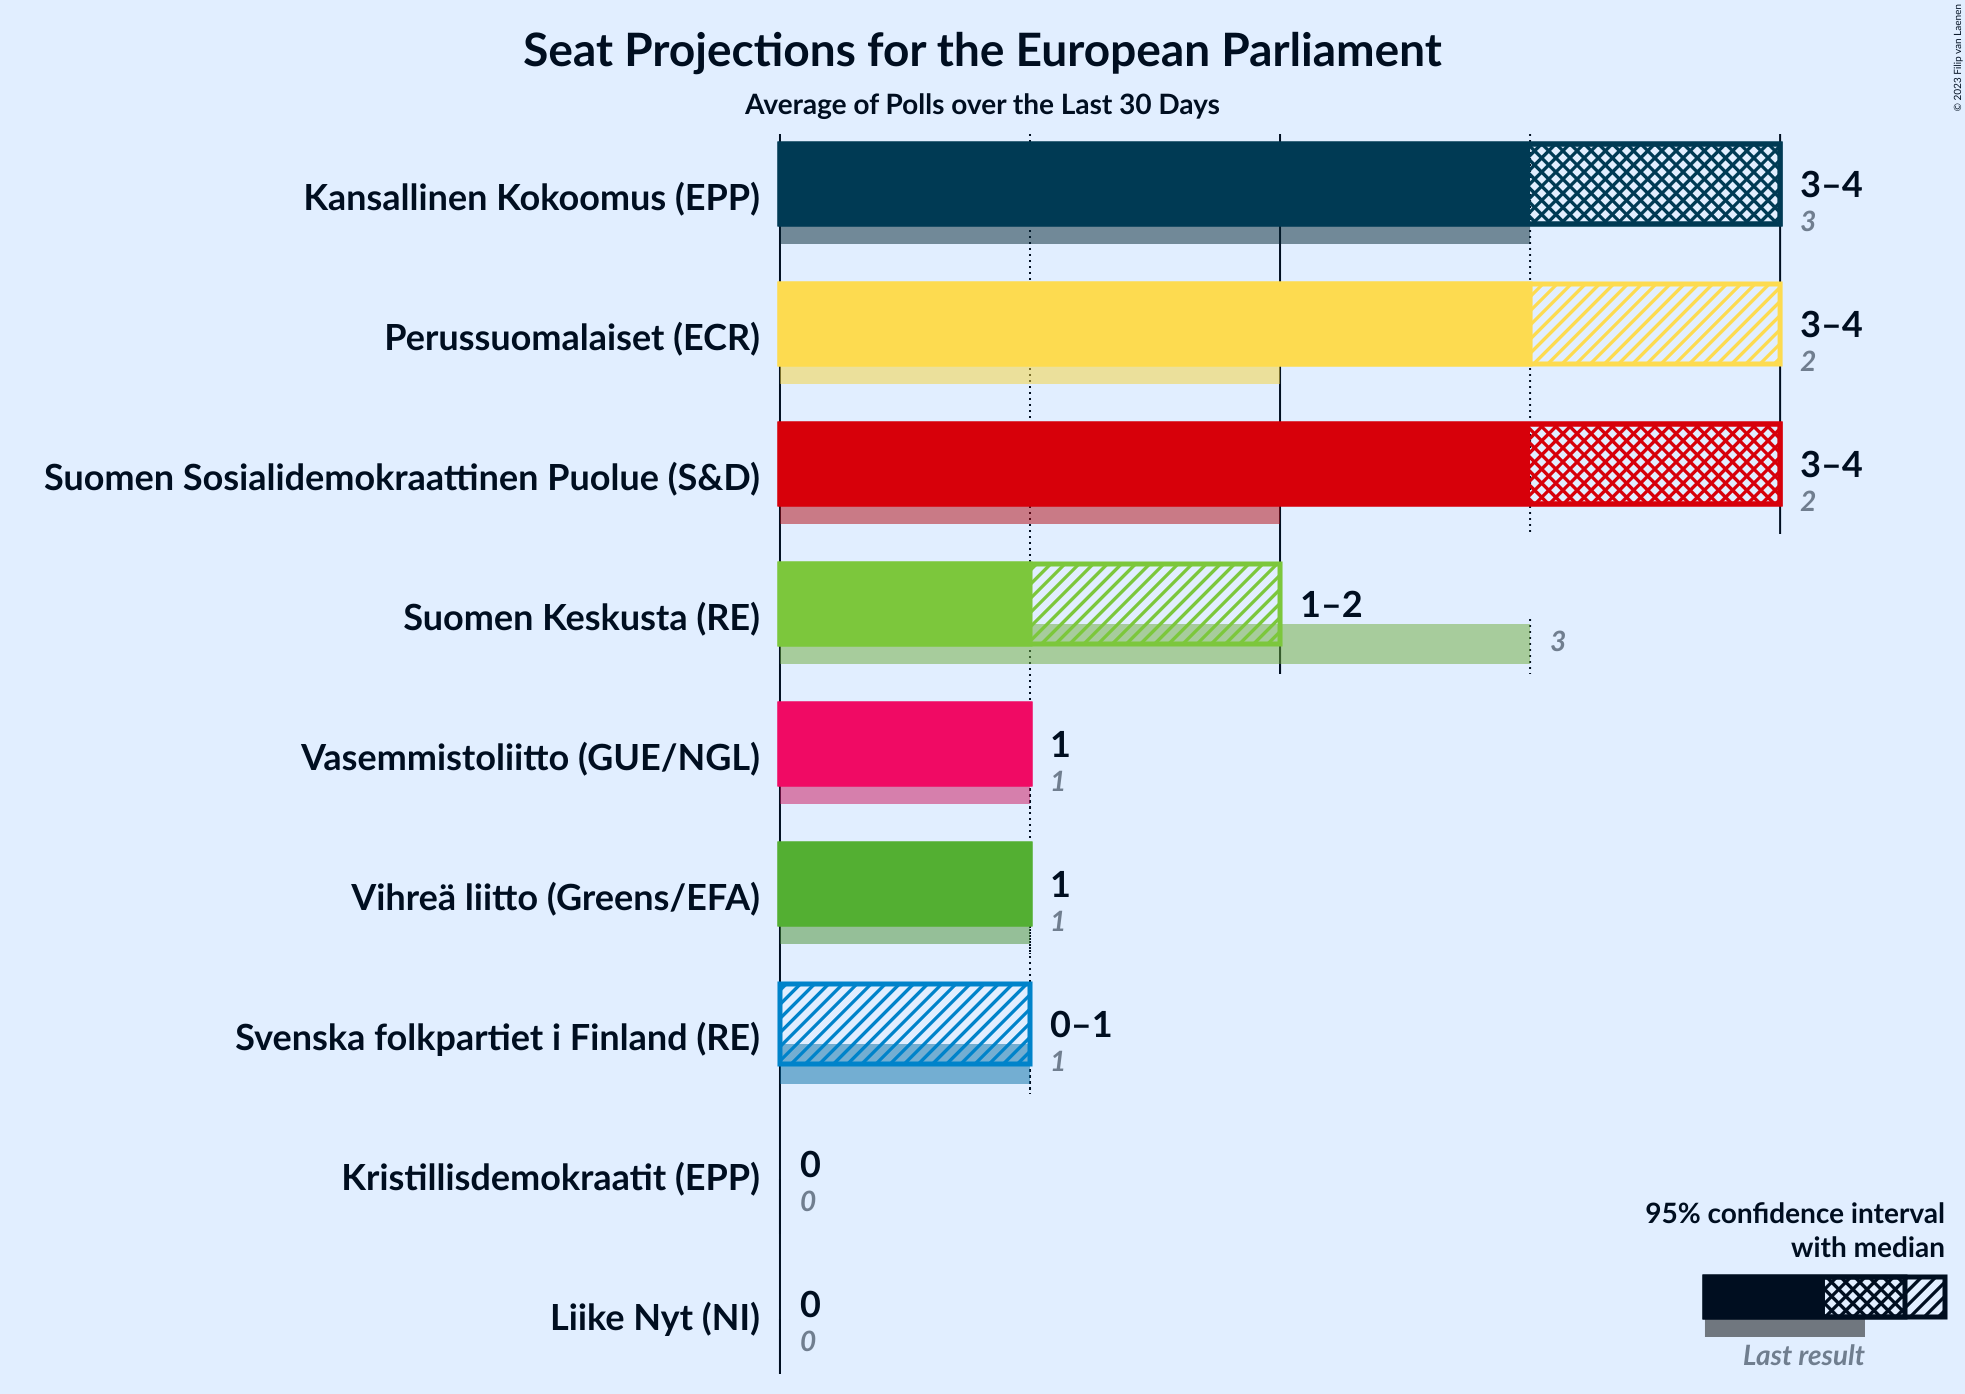 Seat Projections for the European Parliament
Average of Polls over the Last 30 Days
© 2023 Filip van Laenen
Kansallinen Kokoomus (EPP)
3–4
3
Perussuomalaiset (ECR)
3–4
2
Suomen Sosialidemokraattinen Puolue (S&D)
3–4
2
Suomen Keskusta (RE)
1–2
3
Vasemmistoliitto (GUE/NGL)
1
1
Vihreä liitto (Greens/EFA)
1
1
Svenska folkpartiet i Finland (RE)
0–1
1
Kristillisdemokraatit (EPP)
0
0
Liike Nyt (NI)
0
0
95% confidence interval
with median
Last result